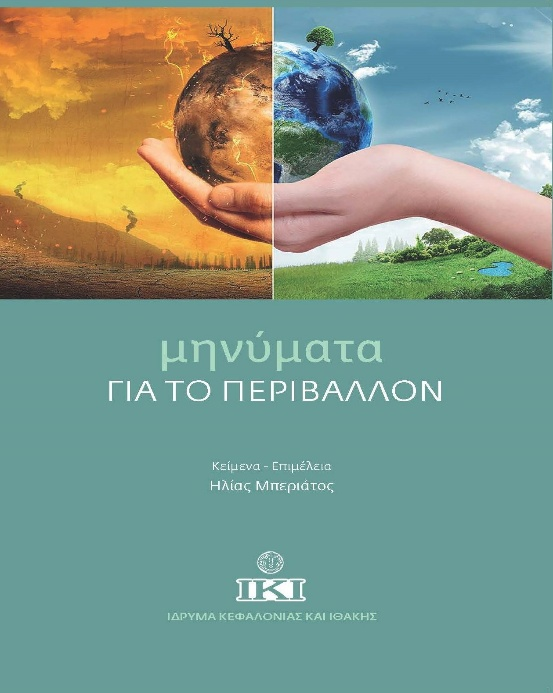 μηνύματα
ΓΙΑ ΤΟ ΠΕΡΙΒΑΛΛΟΝ
Κείμενα - Επιμέλεια
Ηλίας Μπεριάτος
ΙΚΙ
ΙΔΡΥΜΑ ΚΕΦΑΛΟΝΙΑΣ ΚΑΙ ΙΘΑΚΗΣ